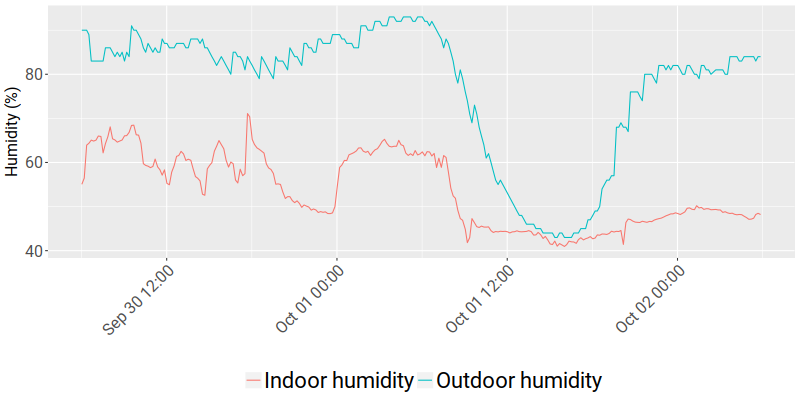 Humidity (%)
80
60
40
Sep 30 12:00
Oct 01 00:00
Oct 01 12:00
Oct 02 00:00
Indoor humidity Outdoor humidity